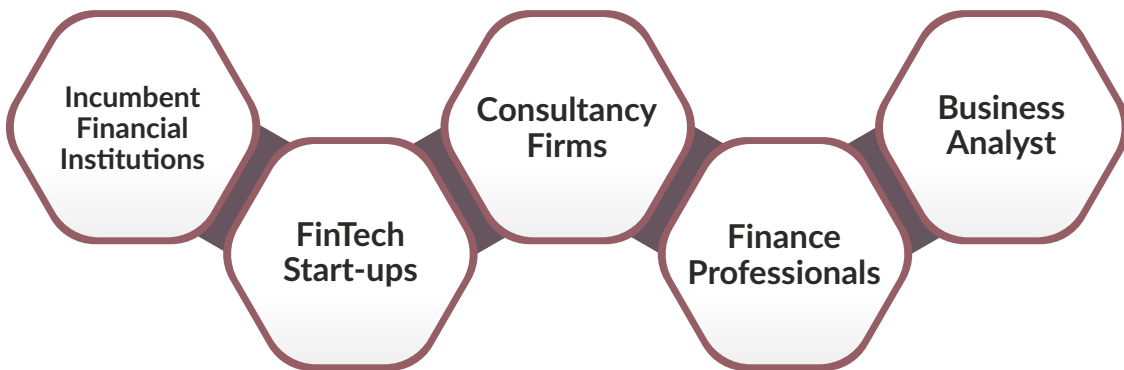 Incumbent
Financial
Institutions
FinTech
Start-ups
Consultancy
Firms
Finance
Professionals
Business
Analyst